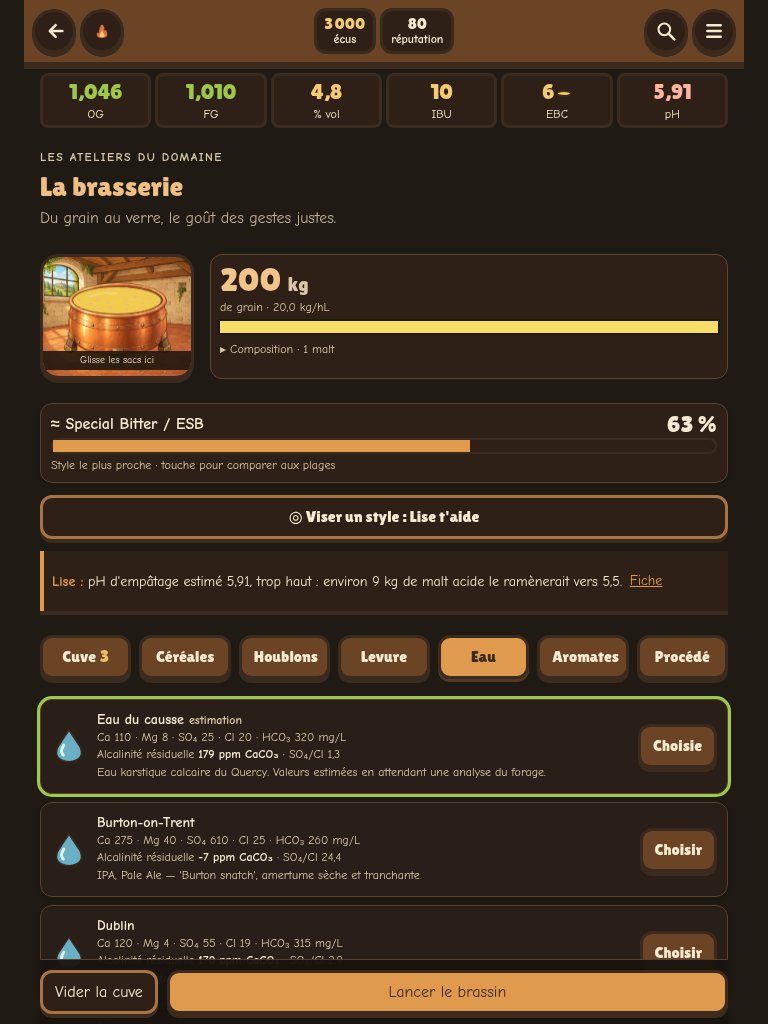 3 000
écus
80
réputation
1,046
OG
1,010
FG
4,8
% vol
10
IBU
6
EBC
5,91
pH
LES ATELIERS DU DOMAINE
La brasserie
Du grain au verre, le goût des gestes justes.
Glisse les sacs ici
200 kg
de grain · 20,0 kg/hL
▸ Composition · 1 malt
≈ Special Bitter / ESB
63 %
Style le plus proche · touche pour comparer aux plages
◎ Viser un style : Lise t'aide
Lise : pH d'empâtage estimé 5,91, trop haut : environ 9 kg de malt acide le ramènerait vers 5,5. Fiche
Cuve 3
Céréales
Houblons
Levure
Eau
Aromates
Procédé
Eau du causse estimation
Ca 110 · Mg 8 · SO₄ 25 · Cl 20 · HCO₃ 320 mg/L
Alcalinité résiduelle 179 ppm CaCO₃ · SO₄/Cl 1,3
Eau karstique calcaire du Quercy. Valeurs estimées en attendant une analyse du forage.
Choisie
Burton-on-Trent
Ca 275 · Mg 40 · SO₄ 610 · Cl 25 · HCO₃ 260 mg/L
Alcalinité résiduelle -7 ppm CaCO₃ · SO₄/Cl 24,4
IPA, Pale Ale — 'Burton snatch', amertume sèche et tranchante
Choisir
Dublin
Ca 120 · Mg 4 · SO₄ 55 · Cl 19 · HCO₃ 315 mg/L
Choisir
Vider la cuve
Lancer le brassin